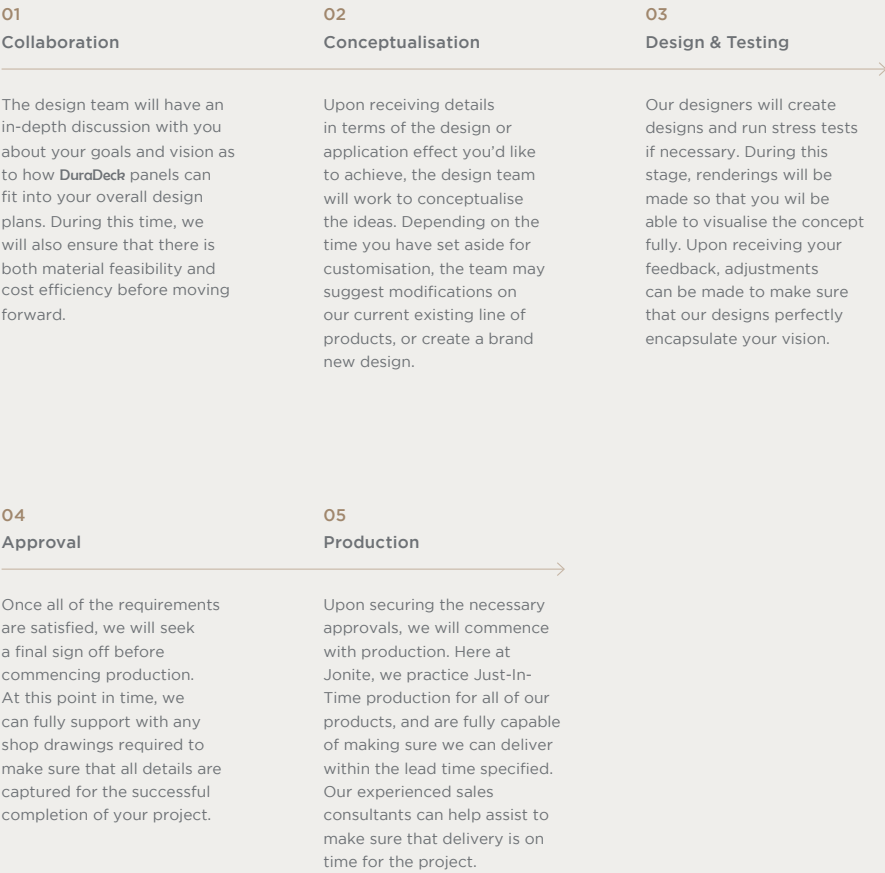 01
Collaboration
The design team will have an
in-depth discussion with you
about your goals and vision as
to how DuraDeck panels can
fit into your overall design
plans. During this time, we
will also ensure that there is
both material feasibility and
cost efficiency before moving
forward.
02
Conceptualisation
Upon receiving details
in terms of the design or
application effect you’d like
to achieve, the design team
will work to conceptualise
the ideas. Depending on the
time you have set aside for
customisation, the team may
suggest modifications on
our current existing line of
products, or create a brand
new design.
03
Design & Testing
Our designers will create
designs and run stress tests
if necessary. During this
stage, renderings will be
made so that you wil be
able to visualise the concept
fully. Upon receiving your
feedback, adjustments
can be made to make sure
that our designs perfectly
encapsulate your vision.
04
Approval
Once all of the requirements
are satisfied, we will seek
a final sign off before
commencing production.
At this point in time, we
can fully support with any
shop drawings required to
make sure that all details are
captured for the successful
completion of your project.
05
Production
Upon securing the necessary
approvals, we will commence
with production. Here at
Jonite, we practice Just-In-
Time production for all of our
products, and are fully capable
of making sure we can deliver
within the lead time specified.
Our experienced sales
consultants can help assist to
make sure that delivery is on
time for the project.